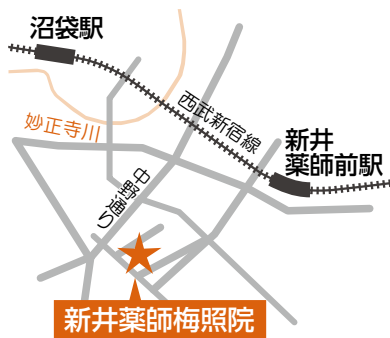 沼袋駅
西武新宿線
妙正寺川
新井
薬師前駅
中野通り
新井薬師梅照院